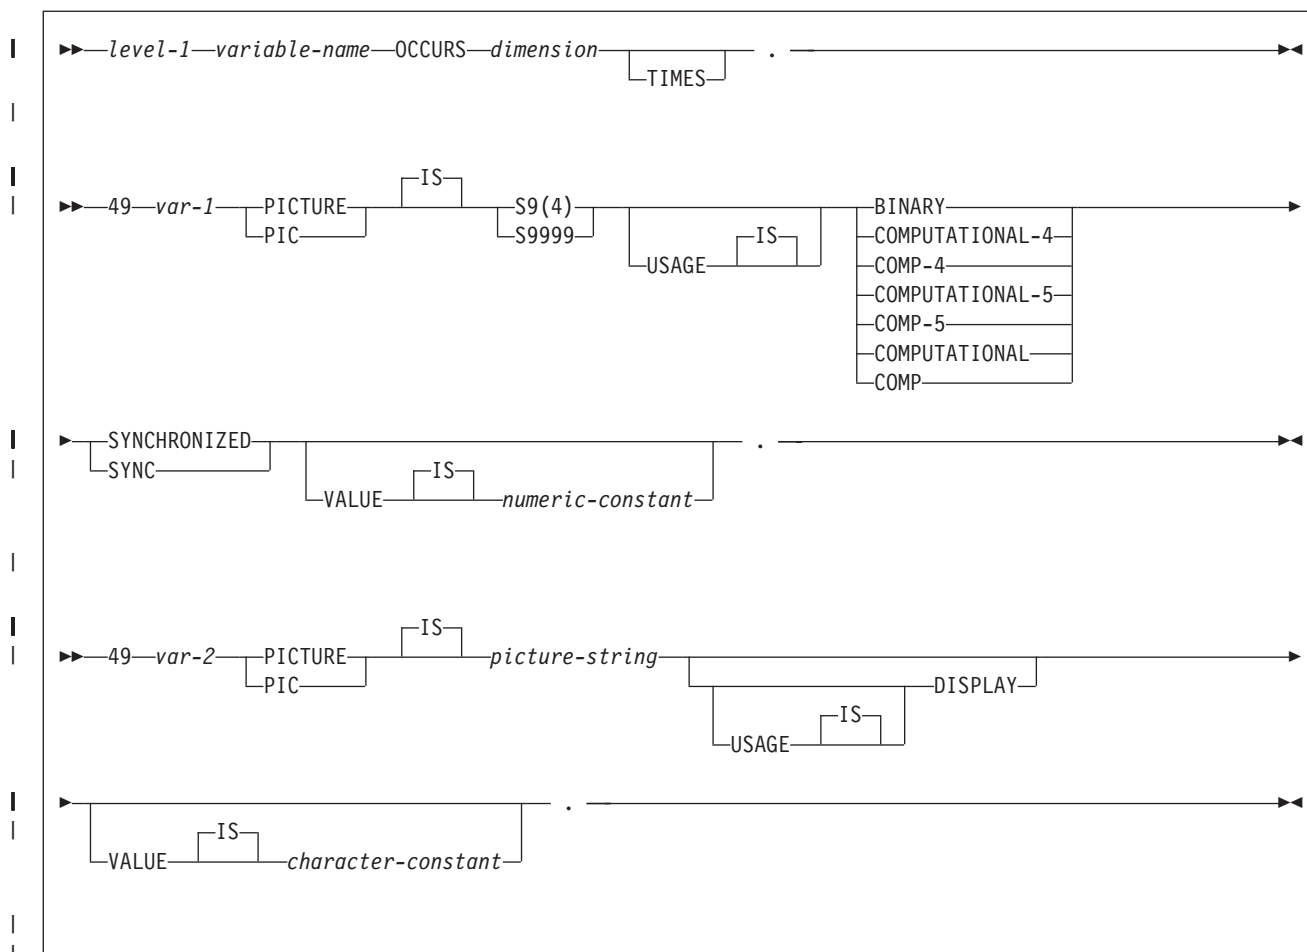 level-1 variable-name OCCURS dimension .
TIMES
IS
49 var-1 PICTURE S9(4) BINARY
PIC S9999 IS COMPUTATIONAL-4
USAGE COMP-4
COMPUTATIONAL-5
COMP-5
COMPUTATIONAL
COMP
SYNCHRONIZED .
SYNC IS
VALUE numeric-constant
IS
49 var-2 PICTURE picture-string
PIC DISPLAY
IS
USAGE
.
IS
VALUE character-constant